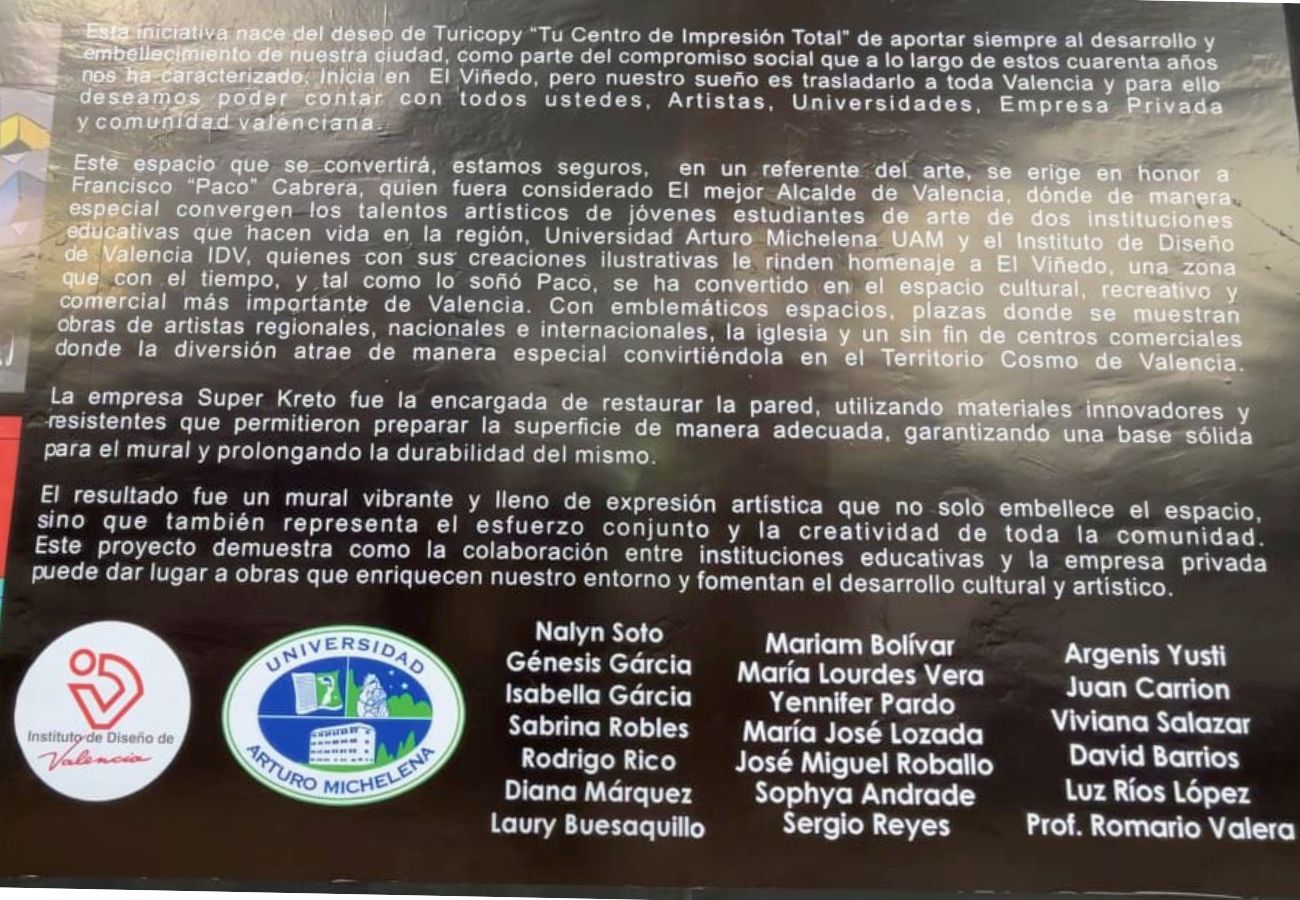 Esta iniciativa nace del deseo de Turicopy “Tu Centro de Impresión Total” de aportar siempre al desarrollo y
embellecimiento de nuestra ciudad, como parte del compromiso social que a lo largo de estos cuarenta años
nos ha caracterizado. Inicia en El Viñedo, pero nuestro sueño es trasladarlo a toda Valencia y para ello
deseamos poder contar con todos ustedes, Artistas, Universidades, Empresa Privada
y comunidad valenciana.
Este espacio que se convertirá, estamos seguros, en un referente del arte, se erige en honor a
Francisco “Paco” Cabrera, quien fuera considerado El mejor Alcalde de Valencia, dónde de manera
especial convergen los talentos artísticos de jóvenes estudiantes de arte de dos instituciones
educativas que hacen vida en la región, Universidad Arturo Michelena UAM y el Instituto de Diseño
de Valencia IDV, quienes con sus creaciones ilustrativas le rinden homenaje a El Viñedo, una zona
que con el tiempo, y tal como lo soñó Paco, se ha convertido en el espacio cultural, recreativo y
comercial más importante de Valencia. Con emblemáticos espacios, plazas donde se muestran
obras de artistas regionales, nacionales e internacionales, la iglesia y un sin fin de centros comerciales
donde la diversión atrae de manera especial convirtiéndola en el Territorio Cosmo de Valencia.
La empresa Super Kreto fue la encargada de restaurar la pared, utilizando materiales innovadores y
resistentes que permitieron preparar la superficie de manera adecuada, garantizando una base sólida
para el mural y prolongando la durabilidad del mismo.
El resultado fue un mural vibrante y lleno de expresión artística que no solo embellece el espacio,
sino que también representa el esfuerzo conjunto y la creatividad de toda la comunidad.
Este proyecto demuestra como la colaboración entre instituciones educativas y la empresa privada
puede dar lugar a obras que enriquecen nuestro entorno y fomentan el desarrollo cultural y artístico.
Instituto de Diseño de
Valencia
UNIVERSIDAD
ARTURO MICHELENA
Nalyn Soto
Génesis Gárcia
Isabella Gárcia
Sabrina Robles
Rodrigo Rico
Diana Márquez
Laury Buesaquillo
Mariam Bolívar
María Lourdes Vera
Yennifer Pardo
María José Lozada
José Miguel Roballo
Sophya Andrade
Sergio Reyes
Argenis Yusti
Juan Carrion
Viviana Salazar
David Barrios
Luz Ríos López
Prof. Romario Valera